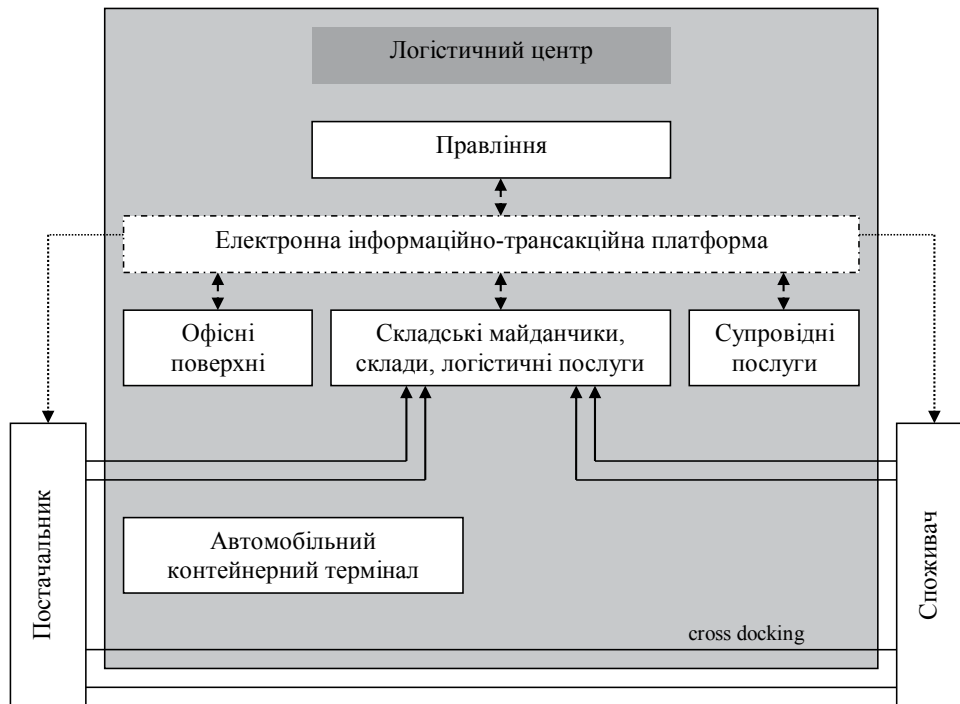 Логістичний центр
Правління
Електронна інформаційно-трансакційна платформа
Офісні
поверхні
Складські майданчики,
склади, логістичні послуги
Супровідні
послуги
Постачальник
Споживач
Автомобільний
контейнерний термінал
cross docking